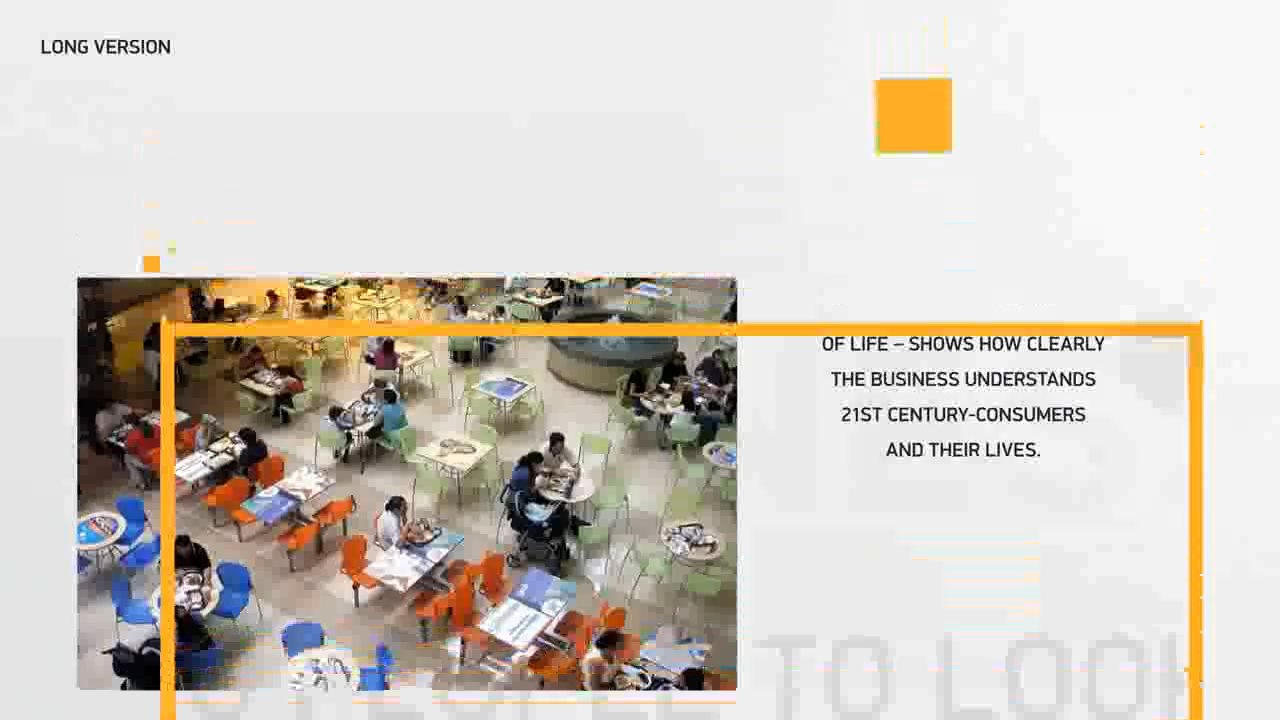 LONG VERSION
OF LIFE – SHOWS HOW CLEARLY
THE BUSINESS UNDERSTANDS
21ST CENTURY-CONSUMERS
AND THEIR LIVES.
TO LOOK